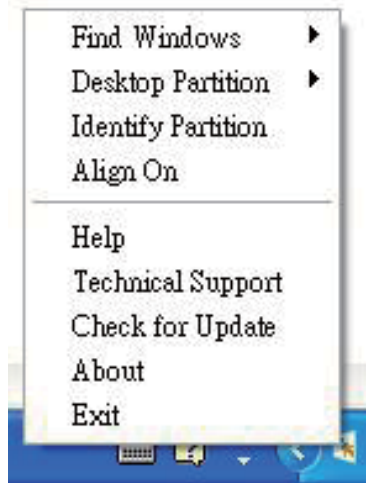 Find Windows
Desktop Partition
Identify Partition
Align On
Help
Technical Support
Check for Update
About
Exit